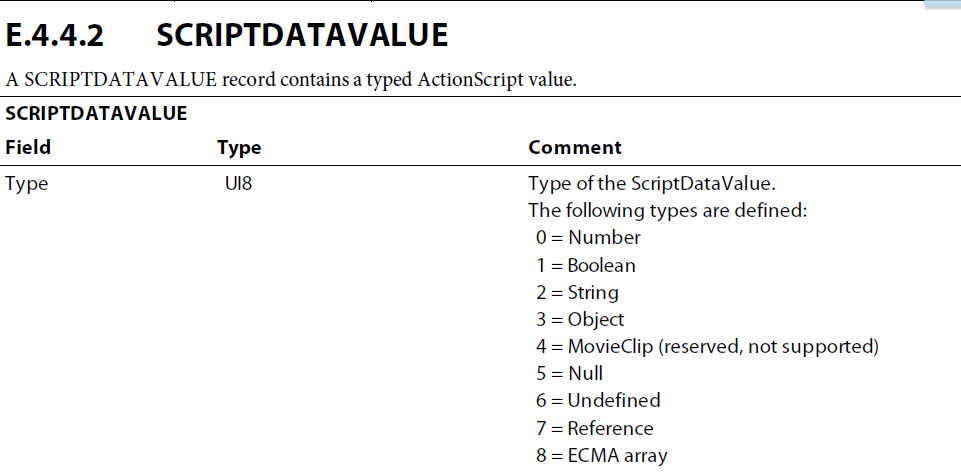 E.4.4.2 SCRIPTDATAVALUE
A SCRIPTDATAVALUE record contains a typed ActionScript value.
SCRIPTDATAVALUE
Field Type Comment
Type UI8 Type of the ScriptDataValue.
The following types are defined:
0 = Number
1 = Boolean
2 = String
3 = Object
4 = MovieClip (reserved, not supported)
5 = Null
6 = Undefined
7 = Reference
8 = ECMA array